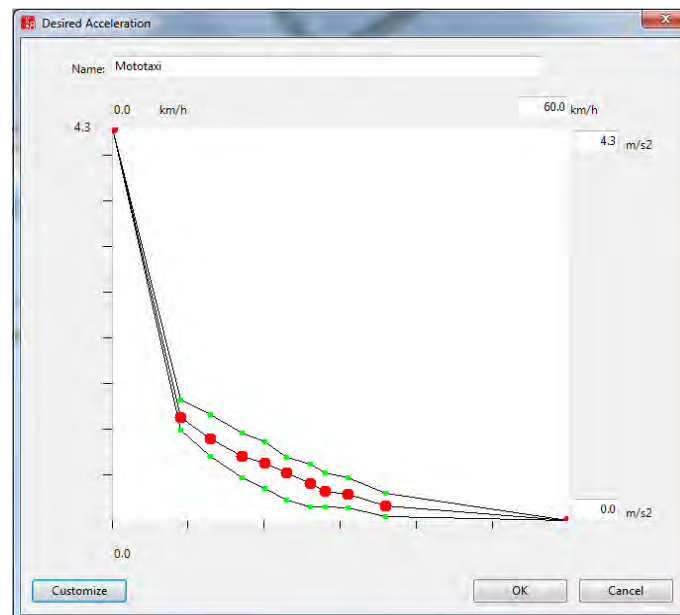 Desired Acceleration
Name: Mototaxi
0.0 km/h 60.0 km/h
4.3 4.3 m/s2
0.0 m/s2
0.0
Customize OK Cancel